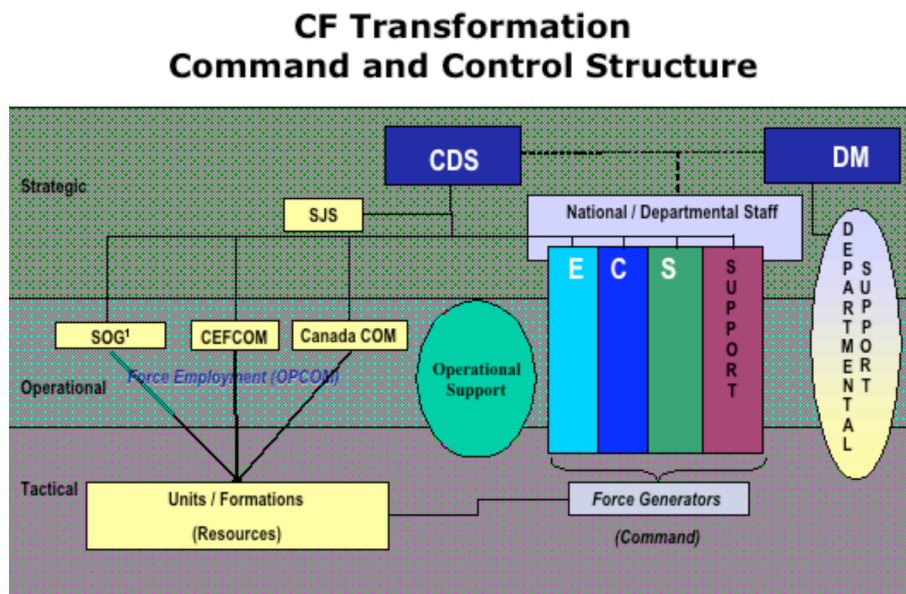 CF Transformation
Command and Control Structure
CDS
DM
Strategic
SJS
National / Departmental Staff
E C S SUPPORT
DEPARTMENTAL SUPPORT
SOG¹
CEFCOM
Canada COM
Operational
Support
Force Employment (OPCOM)
Operational
Tactical
Units / Formations
(Resources)
Force Generators
(Command)